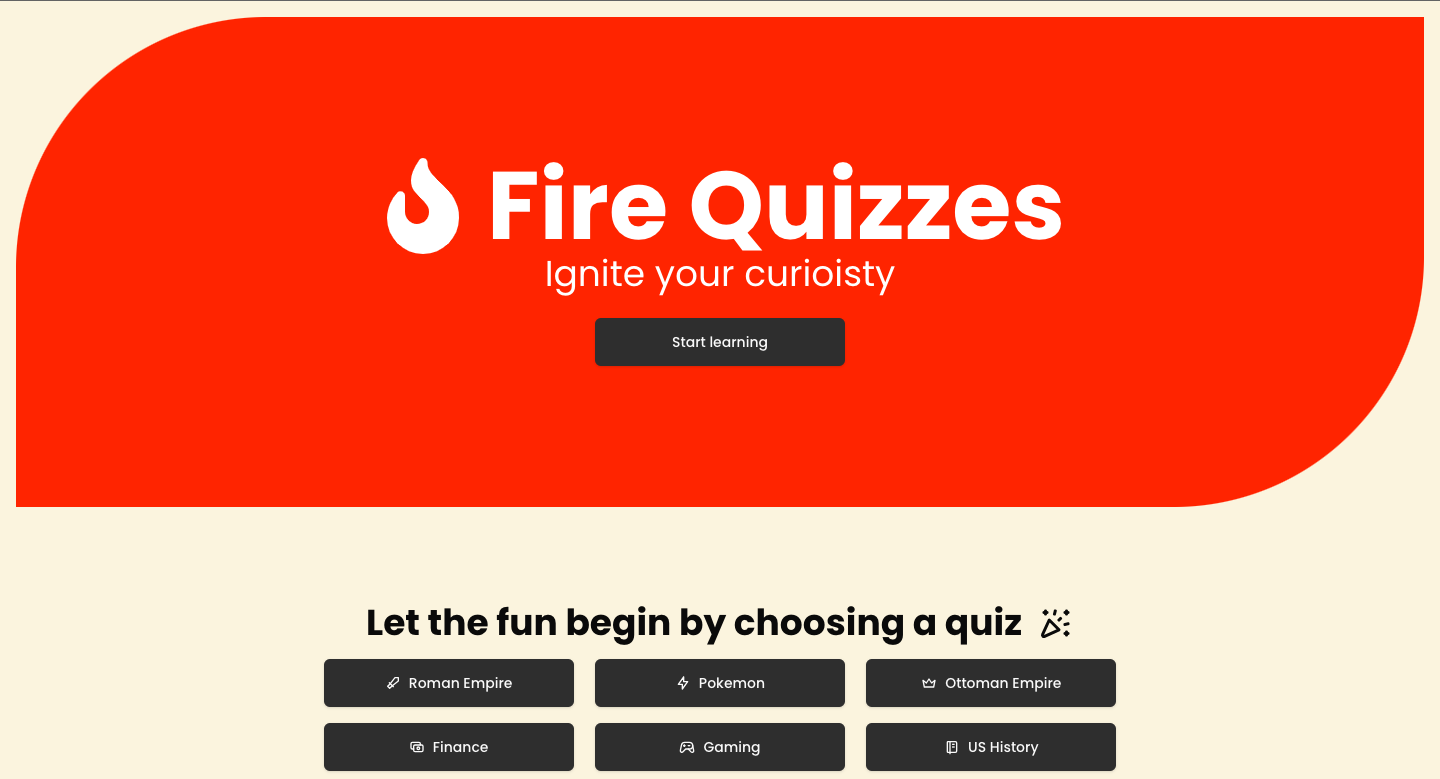 Fire Quizzes
Ignite your curioisty
Start learning
Let the fun begin by choosing a quiz
Roman Empire
Pokemon
Ottoman Empire
Finance
Gaming
US History